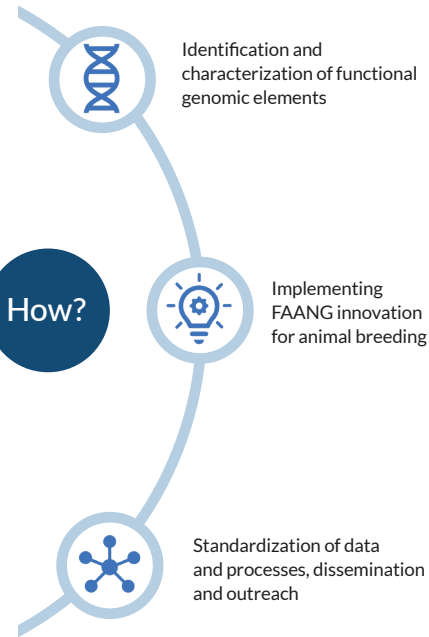 Identification and
characterization of functional
genomic elements
How?
Implementing
FAANG innovation
for animal breeding
Standardization of data
and processes, dissemination
and outreach